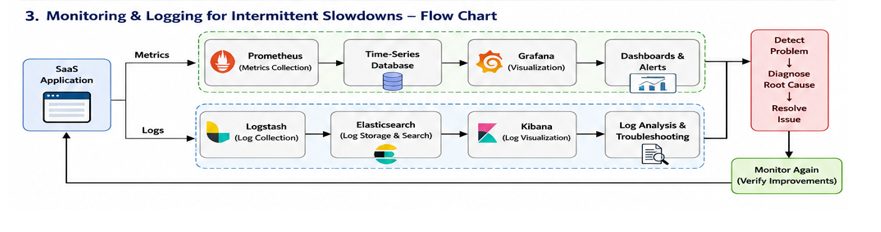 3. Monitoring & Logging for Intermittent Slowdowns – Flow Chart
SaaS
Application
Metrics
Prometheus
(Metrics Collection)
Time-Series
Database
Grafana
(Visualization)
Dashboards &
Alerts
Logs
Logstash
(Log Collection)
Elasticsearch
(Log Storage & Search)
Kibana
(Log Visualization)
Log Analysis &
Troubleshooting
Detect
Problem
↓
Diagnose
Root Cause
↓
Resolve
Issue
Monitor Again
(Verify Improvements)